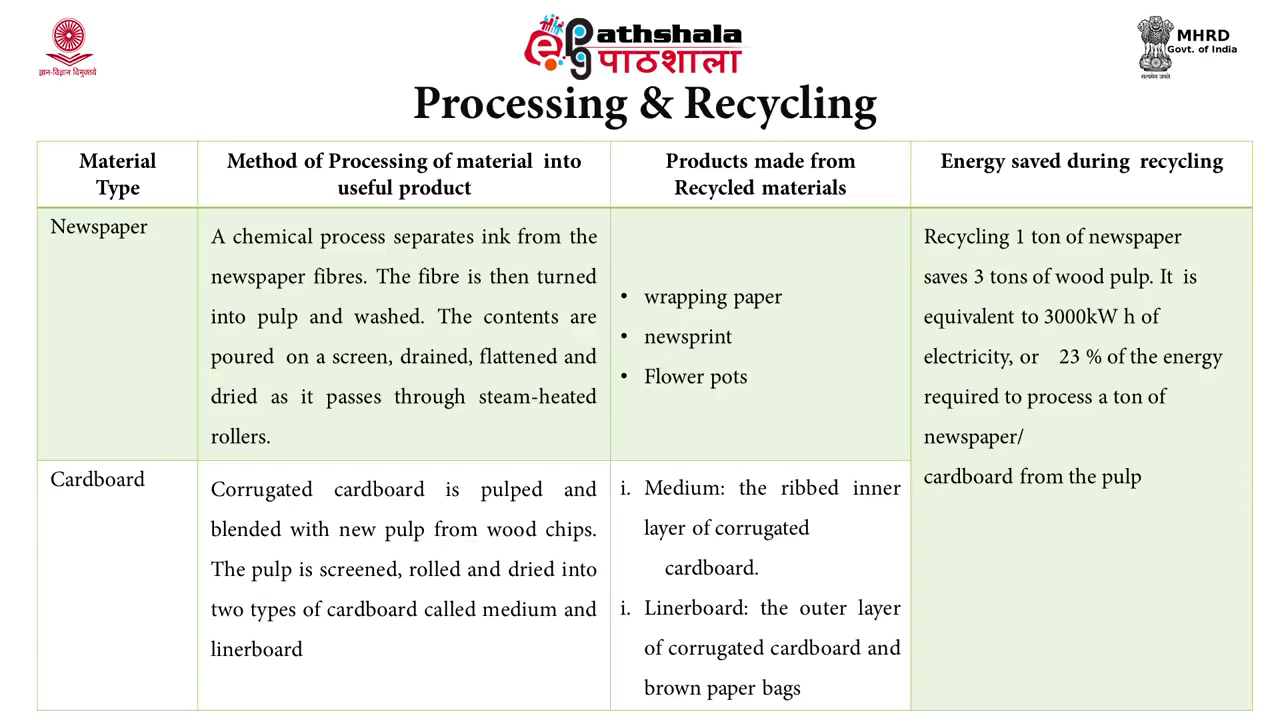 ज्ञान-विज्ञान विमुक्तये
ePathshala
पाठशाला
MHRD
Govt. of India
सत्यमेव जयते
Processing & Recycling
Material
Type
Method of Processing of material into
useful product
Products made from
Recycled materials
Energy saved during recycling
Newspaper
A chemical process separates ink from the
newspaper fibres. The fibre is then turned
into pulp and washed. The contents are
poured on a screen, drained, flattened and
dried as it passes through steam-heated
rollers.
• wrapping paper
• newsprint
• Flower pots
Recycling 1 ton of newspaper
saves 3 tons of wood pulp. It is
equivalent to 3000kW h of
electricity, or 23 % of the energy
required to process a ton of
newspaper/
cardboard from the pulp
Cardboard
Corrugated cardboard is pulped and
blended with new pulp from wood chips.
The pulp is screened, rolled and dried into
two types of cardboard called medium and
linerboard
i. Medium: the ribbed inner
layer of corrugated
cardboard.
i. Linerboard: the outer layer
of corrugated cardboard and
brown paper bags